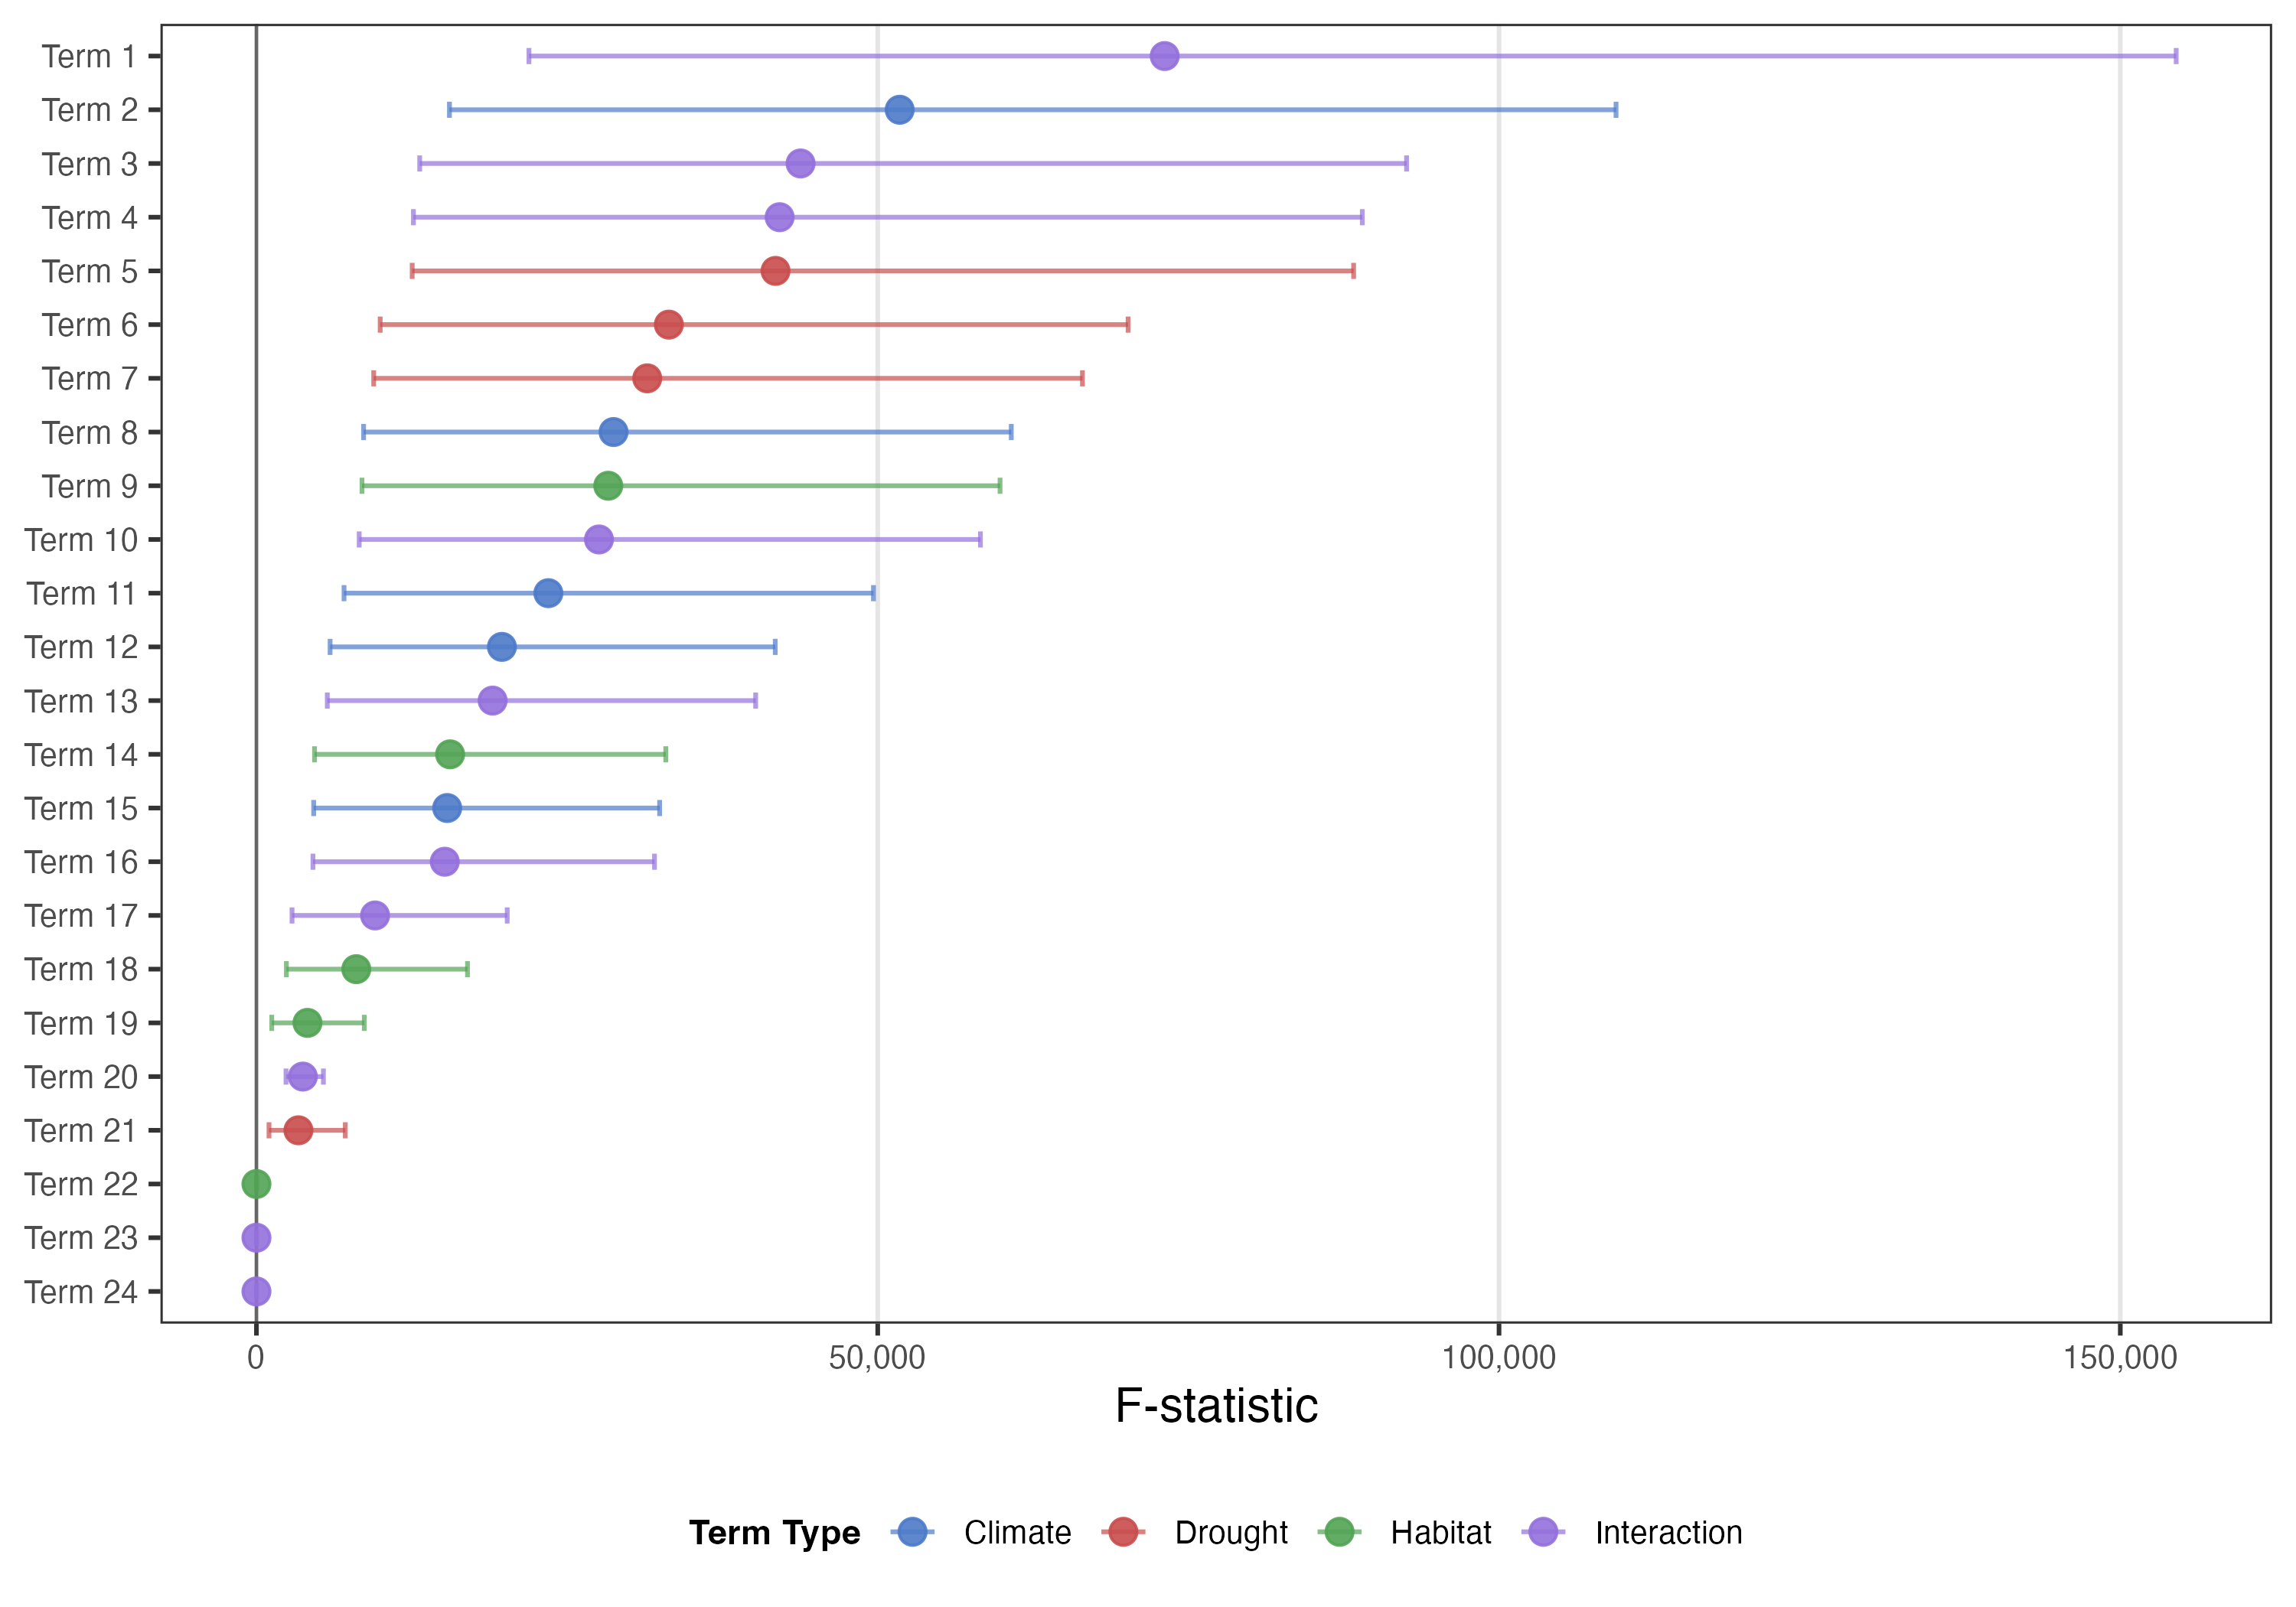 Term 1
Term 2
Term 3
Term 4
Term 5
Term 6
Term 7
Term 8
Term 9
Term 10
Term 11
Term 12
Term 13
Term 14
Term 15
Term 16
Term 17
Term 18
Term 19
Term 20
Term 21
Term 22
Term 23
Term 24
0 50,000 100,000 150,000
F-statistic
Term Type Climate Drought Habitat Interaction